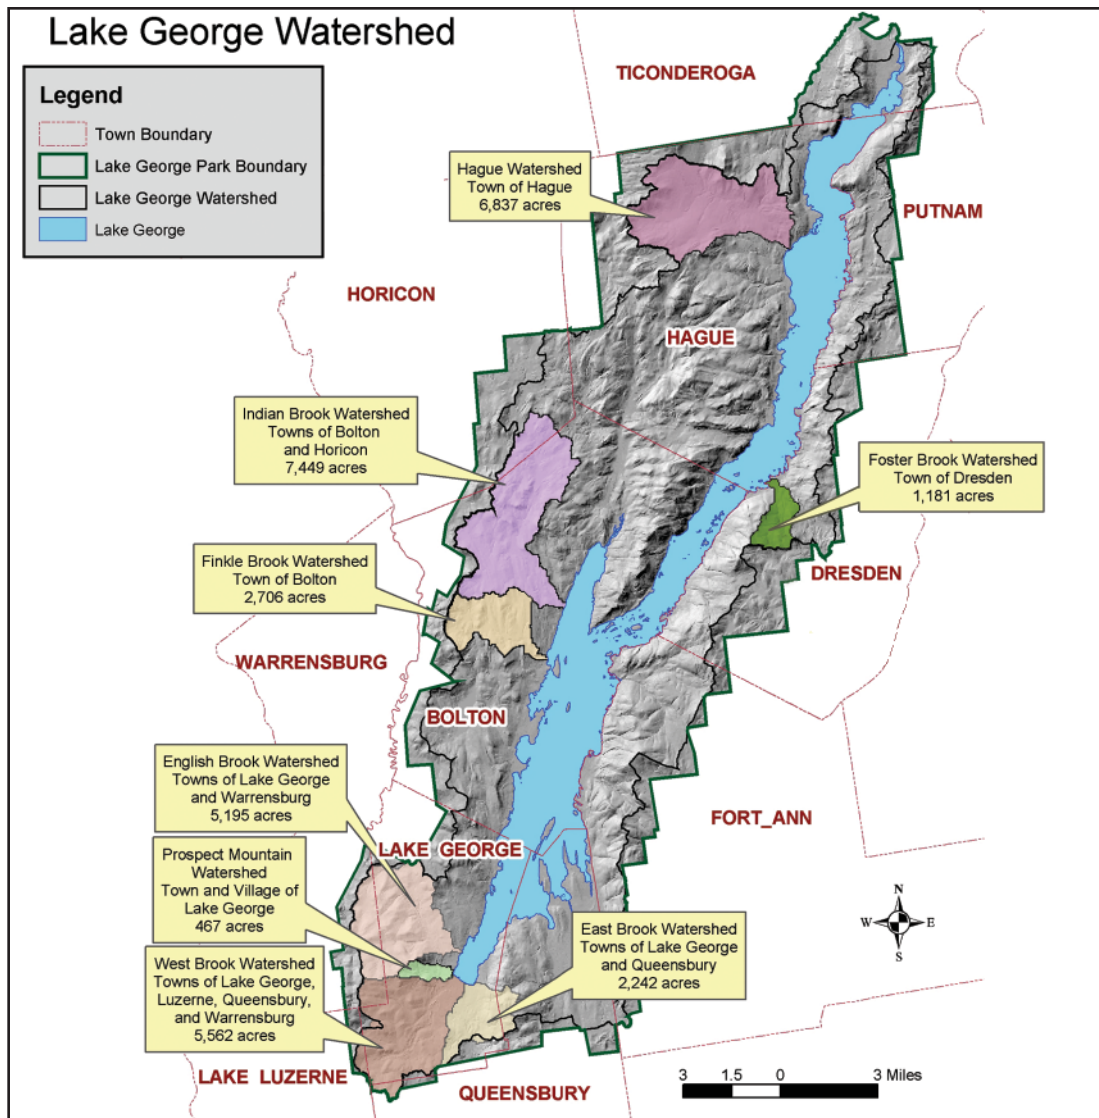 Lake George Watershed
Legend
Town Boundary
Lake George Park Boundary
Lake George Watershed
Lake George
TICONDEROGA
Hague Watershed
Town of Hague
6,837 acres
PUTNAM
HORICON
HAGUE
Indian Brook Watershed
Towns of Bolton
and Horicon
7,449 acres
Foster Brook Watershed
Town of Dresden
1,181 acres
Finkle Brook Watershed
Town of Bolton
2,706 acres
DRESDEN
WARRENSBURG
BOLTON
English Brook Watershed
Towns of Lake George
and Warrensburg
5,195 acres
FORT_ANN
LAKE GEORGE
Prospect Mountain
Watershed
Town and Village of
Lake George
467 acres
East Brook Watershed
Towns of Lake George
and Queensbury
2,242 acres
West Brook Watershed
Towns of Lake George,
Luzerne, Queensbury,
and Warrensburg
5,562 acres
N
W
E
S
LAKE LUZERNE
QUEENSBURY
3 1.5 0 3 Miles